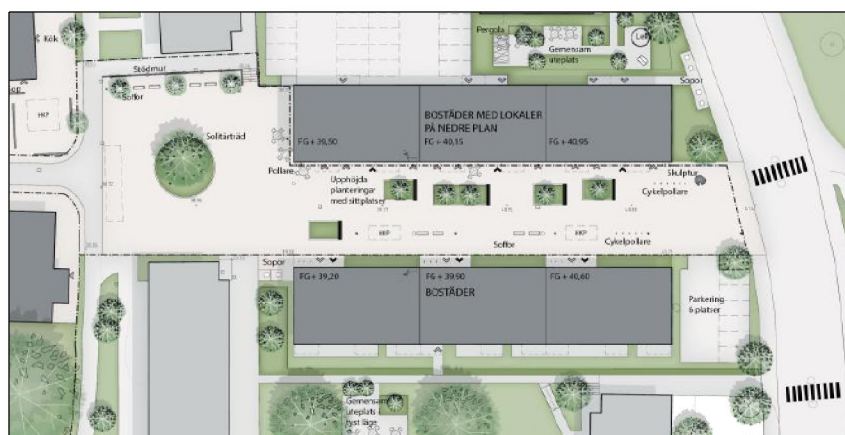 Kök
HKP
Stödmur
Soffor
Solitärträd
Pollare
Pergola
Gemensam
uteplats
Lek
Sopor
BOSTÄDER MED LOKALER
PÅ NEDRE PLAN
FG + 39,50
FG + 40,15
FG + 40,95
Upphöjda
planteringar
med sittplatser
Skulptur
Cykelpollare
HKP
HKP
Soffor
Cykelpollare
Sopor
FG + 39,20
FG + 39,90
FG + 40,60
BOSTÄDER
Parkering
6 platser
Gemensam
uteplats i
tyst läge